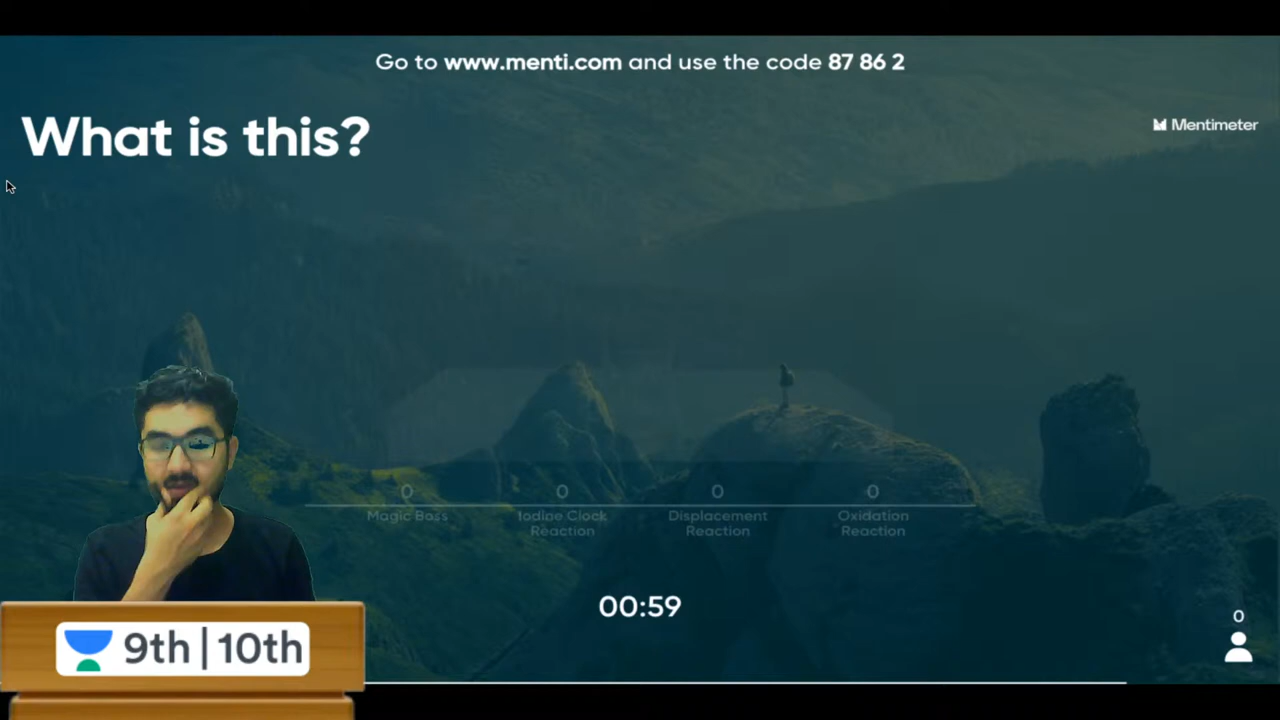 Go to www.menti.com and use the code 87 86 2
What is this?
Mentimeter
0
0
0
0
Magic Boss
Iodine Clock
Reaction
Displacement
Reaction
Oxidation
Reaction
00:59
0
9th | 10th